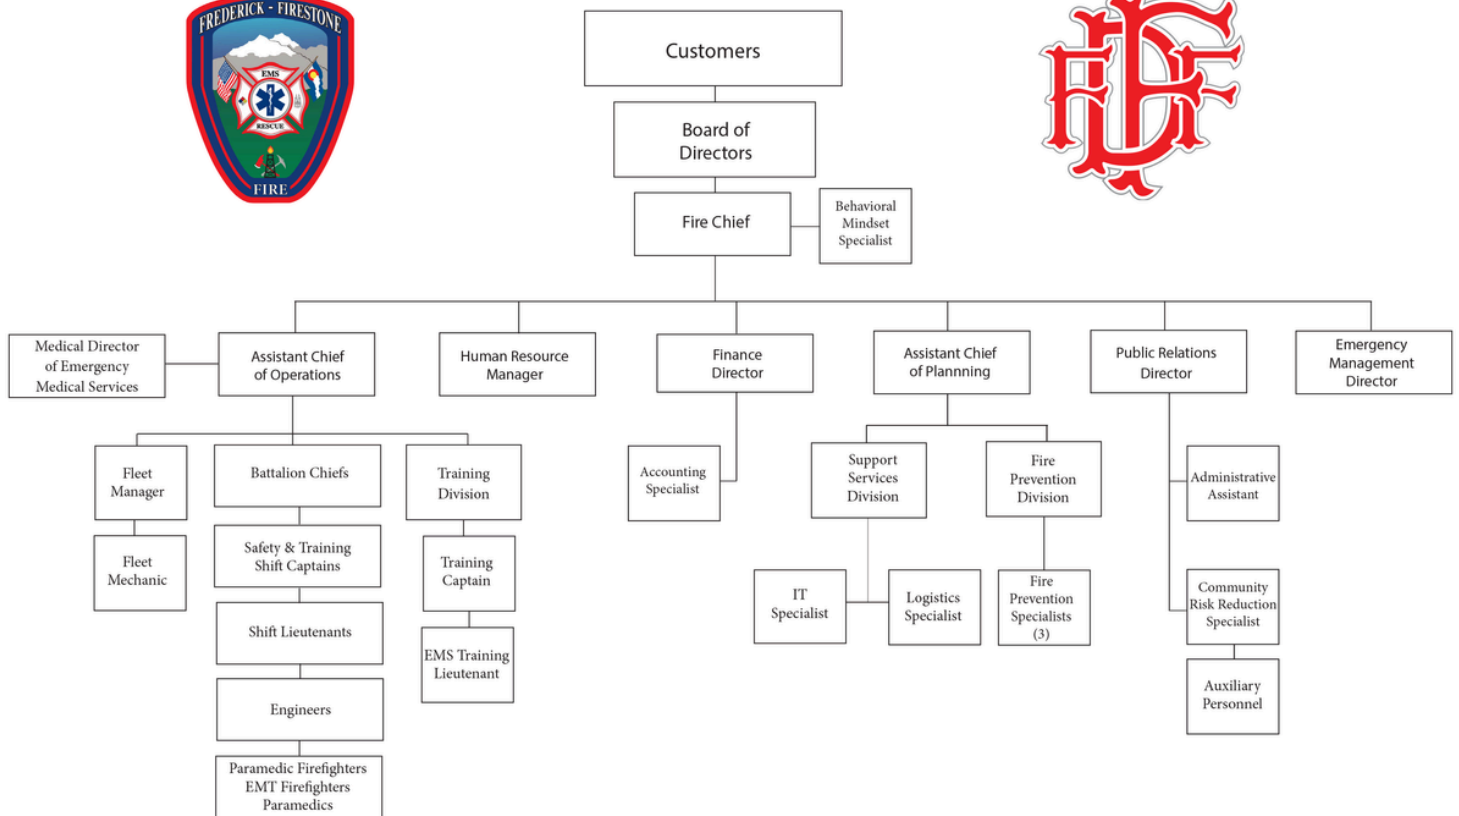 FREDERICK - FIRESTONE
EMS
RESCUE
FIRE
FFFD
Customers
Board of
Directors
Fire Chief
Behavioral
Mindset
Specialist
Medical Director
of Emergency
Medical Services
Assistant Chief
of Operations
Human Resource
Manager
Finance
Director
Assistant Chief
of Plannning
Public Relations
Director
Emergency
Management
Director
Fleet
Manager
Battalion Chiefs
Training
Division
Accounting
Specialist
Support
Services
Division
Fire
Prevention
Division
Administrative
Assistant
Fleet
Mechanic
Safety & Training
Shift Captains
Training
Captain
IT
Specialist
Logistics
Specialist
Fire
Prevention
Specialists
(3)
Community
Risk Reduction
Specialist
Shift Lieutenants
EMS Training
Lieutenant
Auxiliary
Personnel
Engineers
Paramedic Firefighters
EMT Firefighters
Paramedics